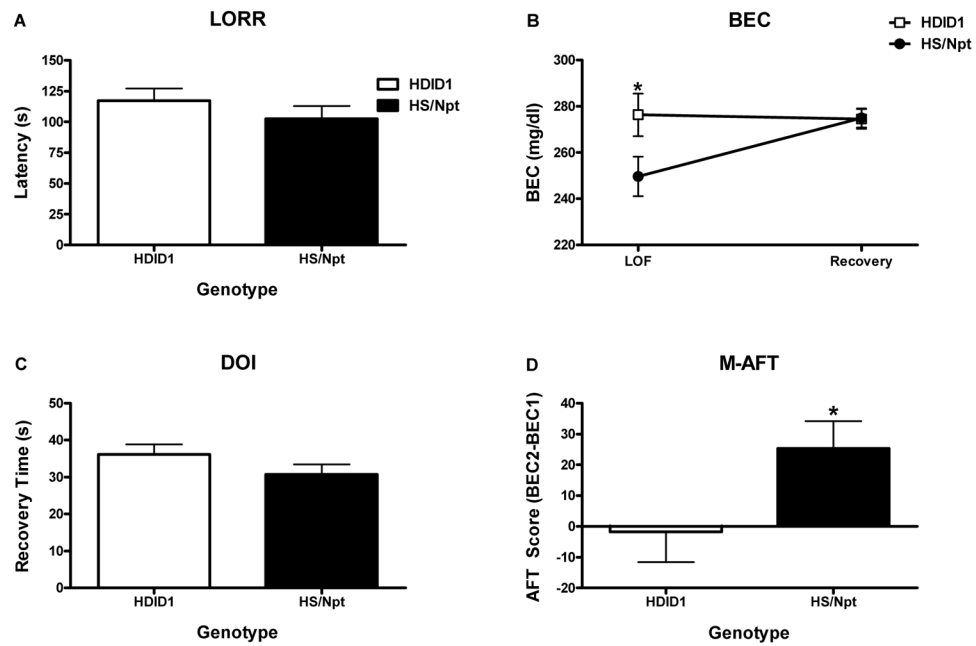 A
LORR
Latency (s)
150
125
100
75
50
25
0
HDID1
HS/Npt
HDID1
HS/Npt
Genotype
B
BEC
HDID1
HS/Npt
BEC (mg/dl)
300
280
260
240
220
*
LOF
Recovery
C
DOI
Recovery Time (s)
50
40
30
20
10
0
HDID1
HS/Npt
Genotype
D
M-AFT
AFT Score (BEC2-BEC1)
40
30
20
10
0
-10
-20
*
HDID1
HS/Npt
Genotype